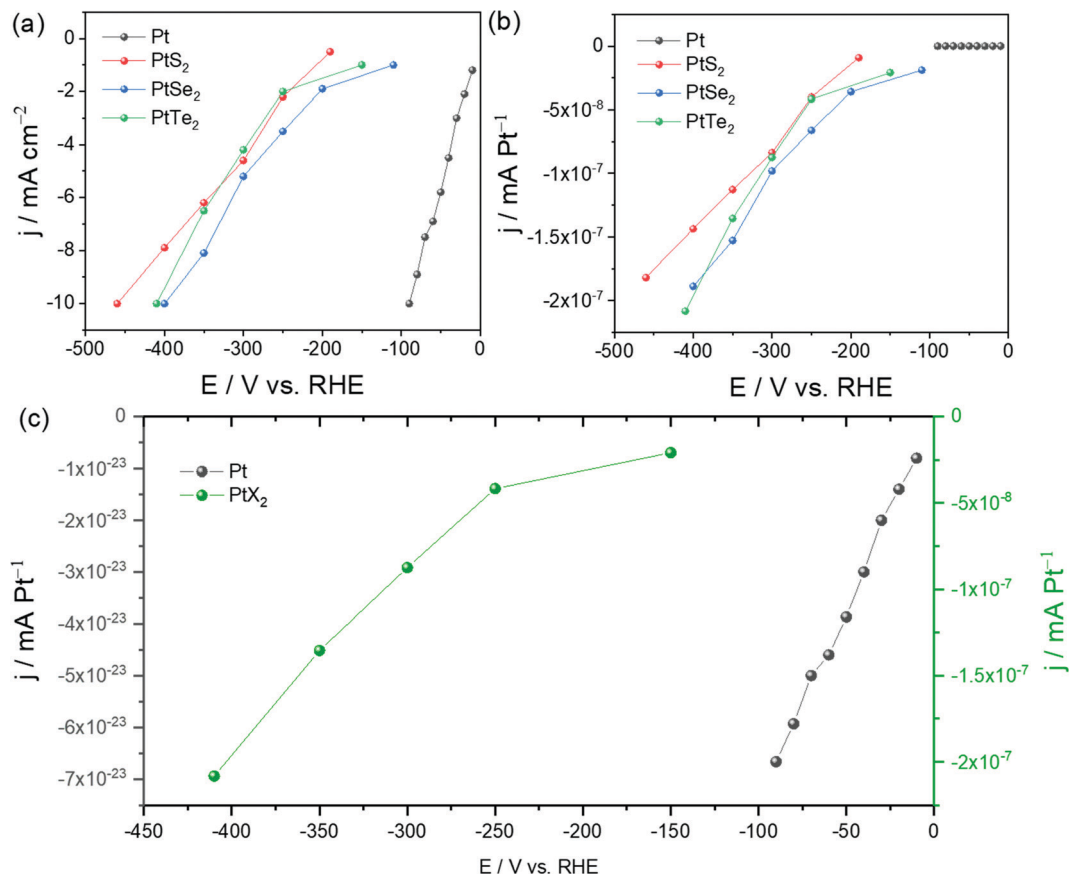 (a)
Pt
PtS₂
PtSe₂
PtTe₂
0
-2
-4
-6
-8
-10
j / mA cm⁻²
-500 -400 -300 -200 -100 0
E / V vs. RHE
(b)
Pt
PtS₂
PtSe₂
PtTe₂
0
-5x10⁻⁸
-1x10⁻⁷
-1.5x10⁻⁷
-2x10⁻⁷
j / mA Pt⁻¹
-500 -400 -300 -200 -100 0
E / V vs. RHE
(c)
Pt
PtX₂
0
-1x10⁻²³
-2x10⁻²³
-3x10⁻²³
-4x10⁻²³
-5x10⁻²³
-6x10⁻²³
-7x10⁻²³
j / mA Pt⁻¹
0
-5x10⁻⁸
-1x10⁻⁷
-1.5x10⁻⁷
-2x10⁻⁷
j / mA Pt⁻¹
-450 -400 -350 -300 -250 -200 -150 -100 -50 0
E / V vs. RHE